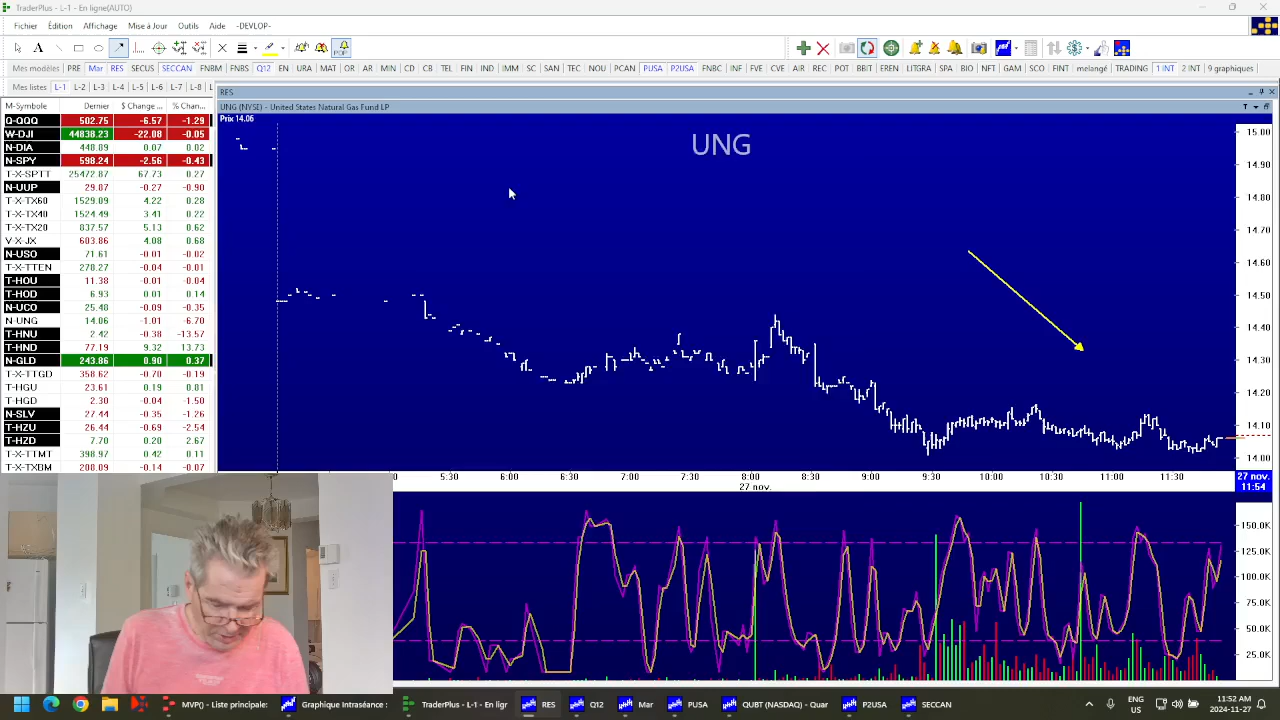 TraderPlus - L-1 - En ligne(AUTO)
Fichier Édition Affichage Mise à Jour Outils Aide -DEVLOP-
Mes modèles PRE Mar RES SECUS SECCAN FNBM FNBS Q12 EN URA MAT OR AR MIN CD FER TEL FIN IND IMM SC SAN TEC NOU PCAN PUSA P2USA FNBC INF FVE CVE ACAN POT BBIT EREN LITGRA SPA BIO NFT GAM SCO FINT melangé TRADING 1 INT 2 INT 9 graphiques
Mes listes L-1 L-2 L-3 L-4 L-5 L-6 L-7 L-8
RES
M-Symbole Dernier $ Change ... % Chan...
UNG (NYSE) - United States Natural Gas Fund LP
Prix 14.06
UNG
Q-QQQ 502.75 -6.57 -1.29
W-DJI 44838.23 -22.08 -0.05
N-DIA 448.89 0.07 0.02
N-SPY 598.24 -2.56 -0.43
T-X-SPTT 25472.87 67.73 0.27
N-UUP 29.87 -0.27 -0.90
T-X-TX60 1529.09 4.22 0.28
T-X-TX40 1524.49 3.41 0.22
T-X-TX20 837.57 5.13 0.62
V-X-JX 603.86 4.08 0.68
N-USO 71.61 -0.01 -0.02
T-X-TTEN 278.27 -0.04 -0.01
T-HOU 11.38 -0.01 -0.04
T-HOD 6.93 0.01 0.14
N-UCO 25.48 -0.09 -0.35
N-UNG 14.06 -1.01 -6.70
T-HNU 2.42 -0.38 -13.57
T-HND 77.19 9.32 13.73
N-GLD 243.86 0.90 0.37
T-X-TTGD 358.62 -0.70 -0.19
T-HGU 23.61 0.19 0.81
T-HGD 2.30 -0.04 -1.50
N-SLV 27.44 -0.35 -1.26
T-HZU 26.44 -0.69 -2.54
T-HZD 7.70 0.20 2.67
T-X-TTMT 398.97 0.42 0.11
T-X-TXBM 208.09 -0.14 -0.07
15.00
14.90
14.80
14.70
14.60
14.50
14.40
14.30
14.20
14.10
14.00
5:30 6:00 6:30 7:00 7:30 8:00 8:30 9:00 9:30 10:00 10:30 11:00 11:30
27 nov.
27 nov.
11:54
150.0K
125.0K
100.0K
75.0K
50.0K
25.0K
MVP() - Liste principale: Graphique Intraséance : TraderPlus - L-1 - En ligr RES Q12 Mar PUSA QUBT (NASDAQ) - Quar P2USA SECCAN
ENG
US
11:52 AM
2024-11-27